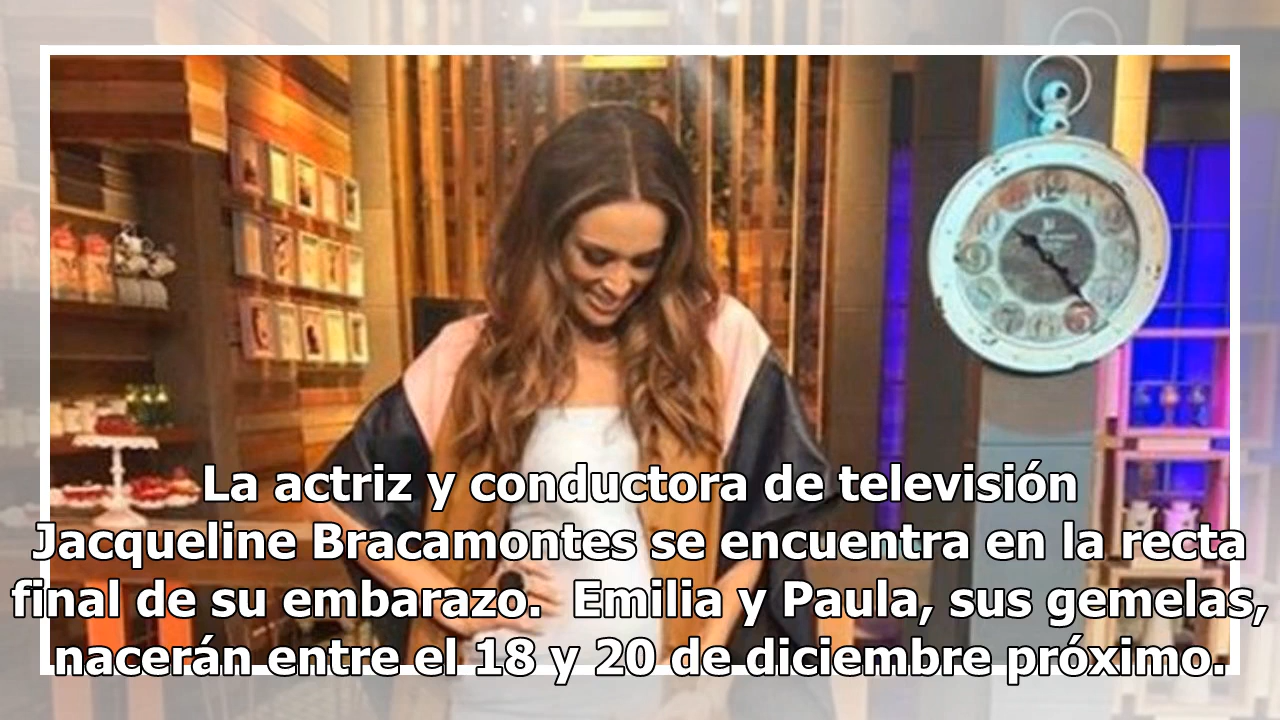 La actriz y conductora de televisión
Jacqueline Bracamontes se encuentra en la recta
final de su embarazo.  Emilia y Paula, sus gemelas,
nacerán entre el 18 y 20 de diciembre próximo.